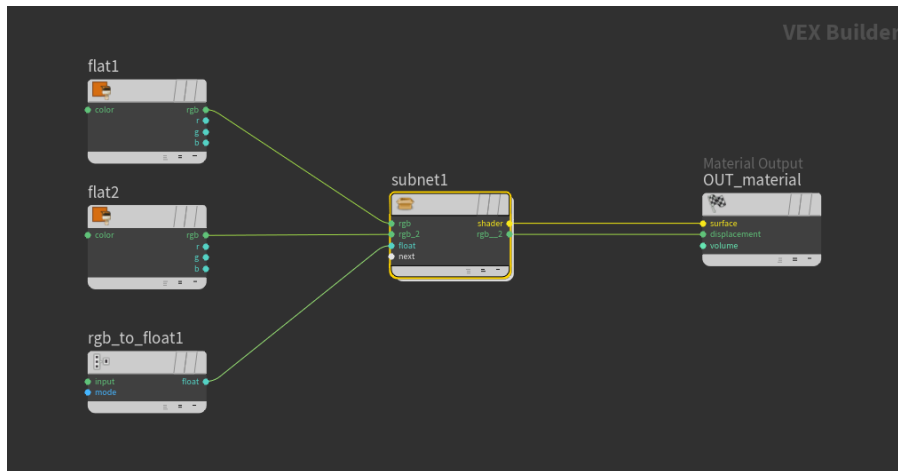 VEX Builder
flat1
color rgb
r
g
b
flat2
color rgb
r
g
b
rgb_to_float1
input float
mode
subnet1
rgb shader
rgb_2 rgb__2
float
next
Material Output
OUT_material
surface
displacement
volume